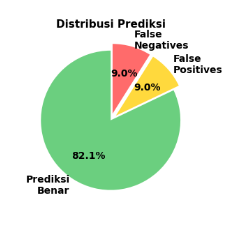 Distribusi Prediksi
False
Negatives
False
Positives
9.0%
9.0%
82.1%
Prediksi
Benar